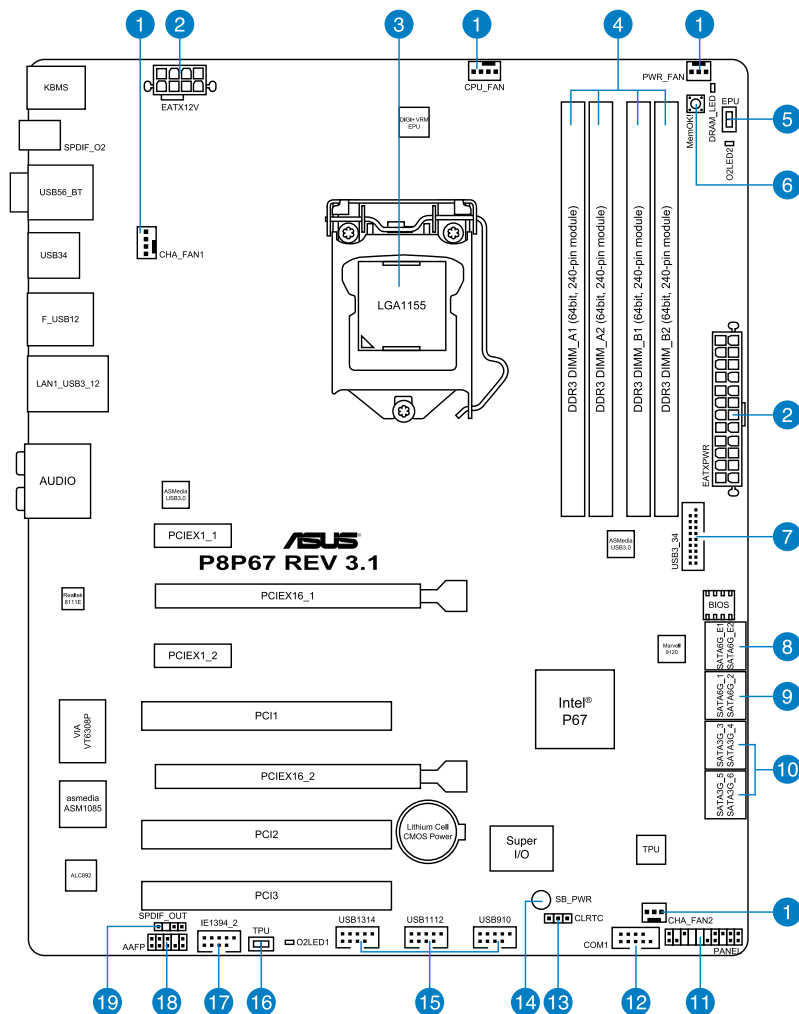 1
2
3
1
4
1
KBMS
EATX12V
CPU_FAN
PWR_FAN
DIGI+ VRM
EPU
MemOK!
DRAM_LED
EPU
5
O2LED2
6
SPDIF_O2
USB56_BT
1
CHA_FAN1
USB34
F_USB12
LAN1_USB3_12
AUDIO
LGA1155
DDR3 DIMM_A1 (64bit, 240-pin module)
DDR3 DIMM_A2 (64bit, 240-pin module)
DDR3 DIMM_B1 (64bit, 240-pin module)
DDR3 DIMM_B2 (64bit, 240-pin module)
EATXPWR
2
ASMedia
USB3.0
PCIEX1_1
ASUS
P8P67 REV 3.1
ASMedia
USB3.0
USB3_34
7
Realtek
8111E
PCIEX16_1
BIOS
PCIEX1_2
Marvell
9120
SATA6G_E1
SATA6G_E2
8
SATA6G_1
SATA6G_2
9
Intel®
P67
VIA
VT6308P
PCI1
SATA3G_3
SATA3G_4
10
SATA3G_5
SATA3G_6
PCIEX16_2
asmedia
ASM1085
Lithium Cell
CMOS Power
PCI2
Super
I/O
TPU
ALC892
PCI3
SB_PWR
CLRTC
1
CHA_FAN2
SPDIF_OUT
AAFP
IE1394_2
TPU
O2LED1
USB1314
USB1112
USB910
COM1
PANEL
19
18
17
16
15
14
13
12
11